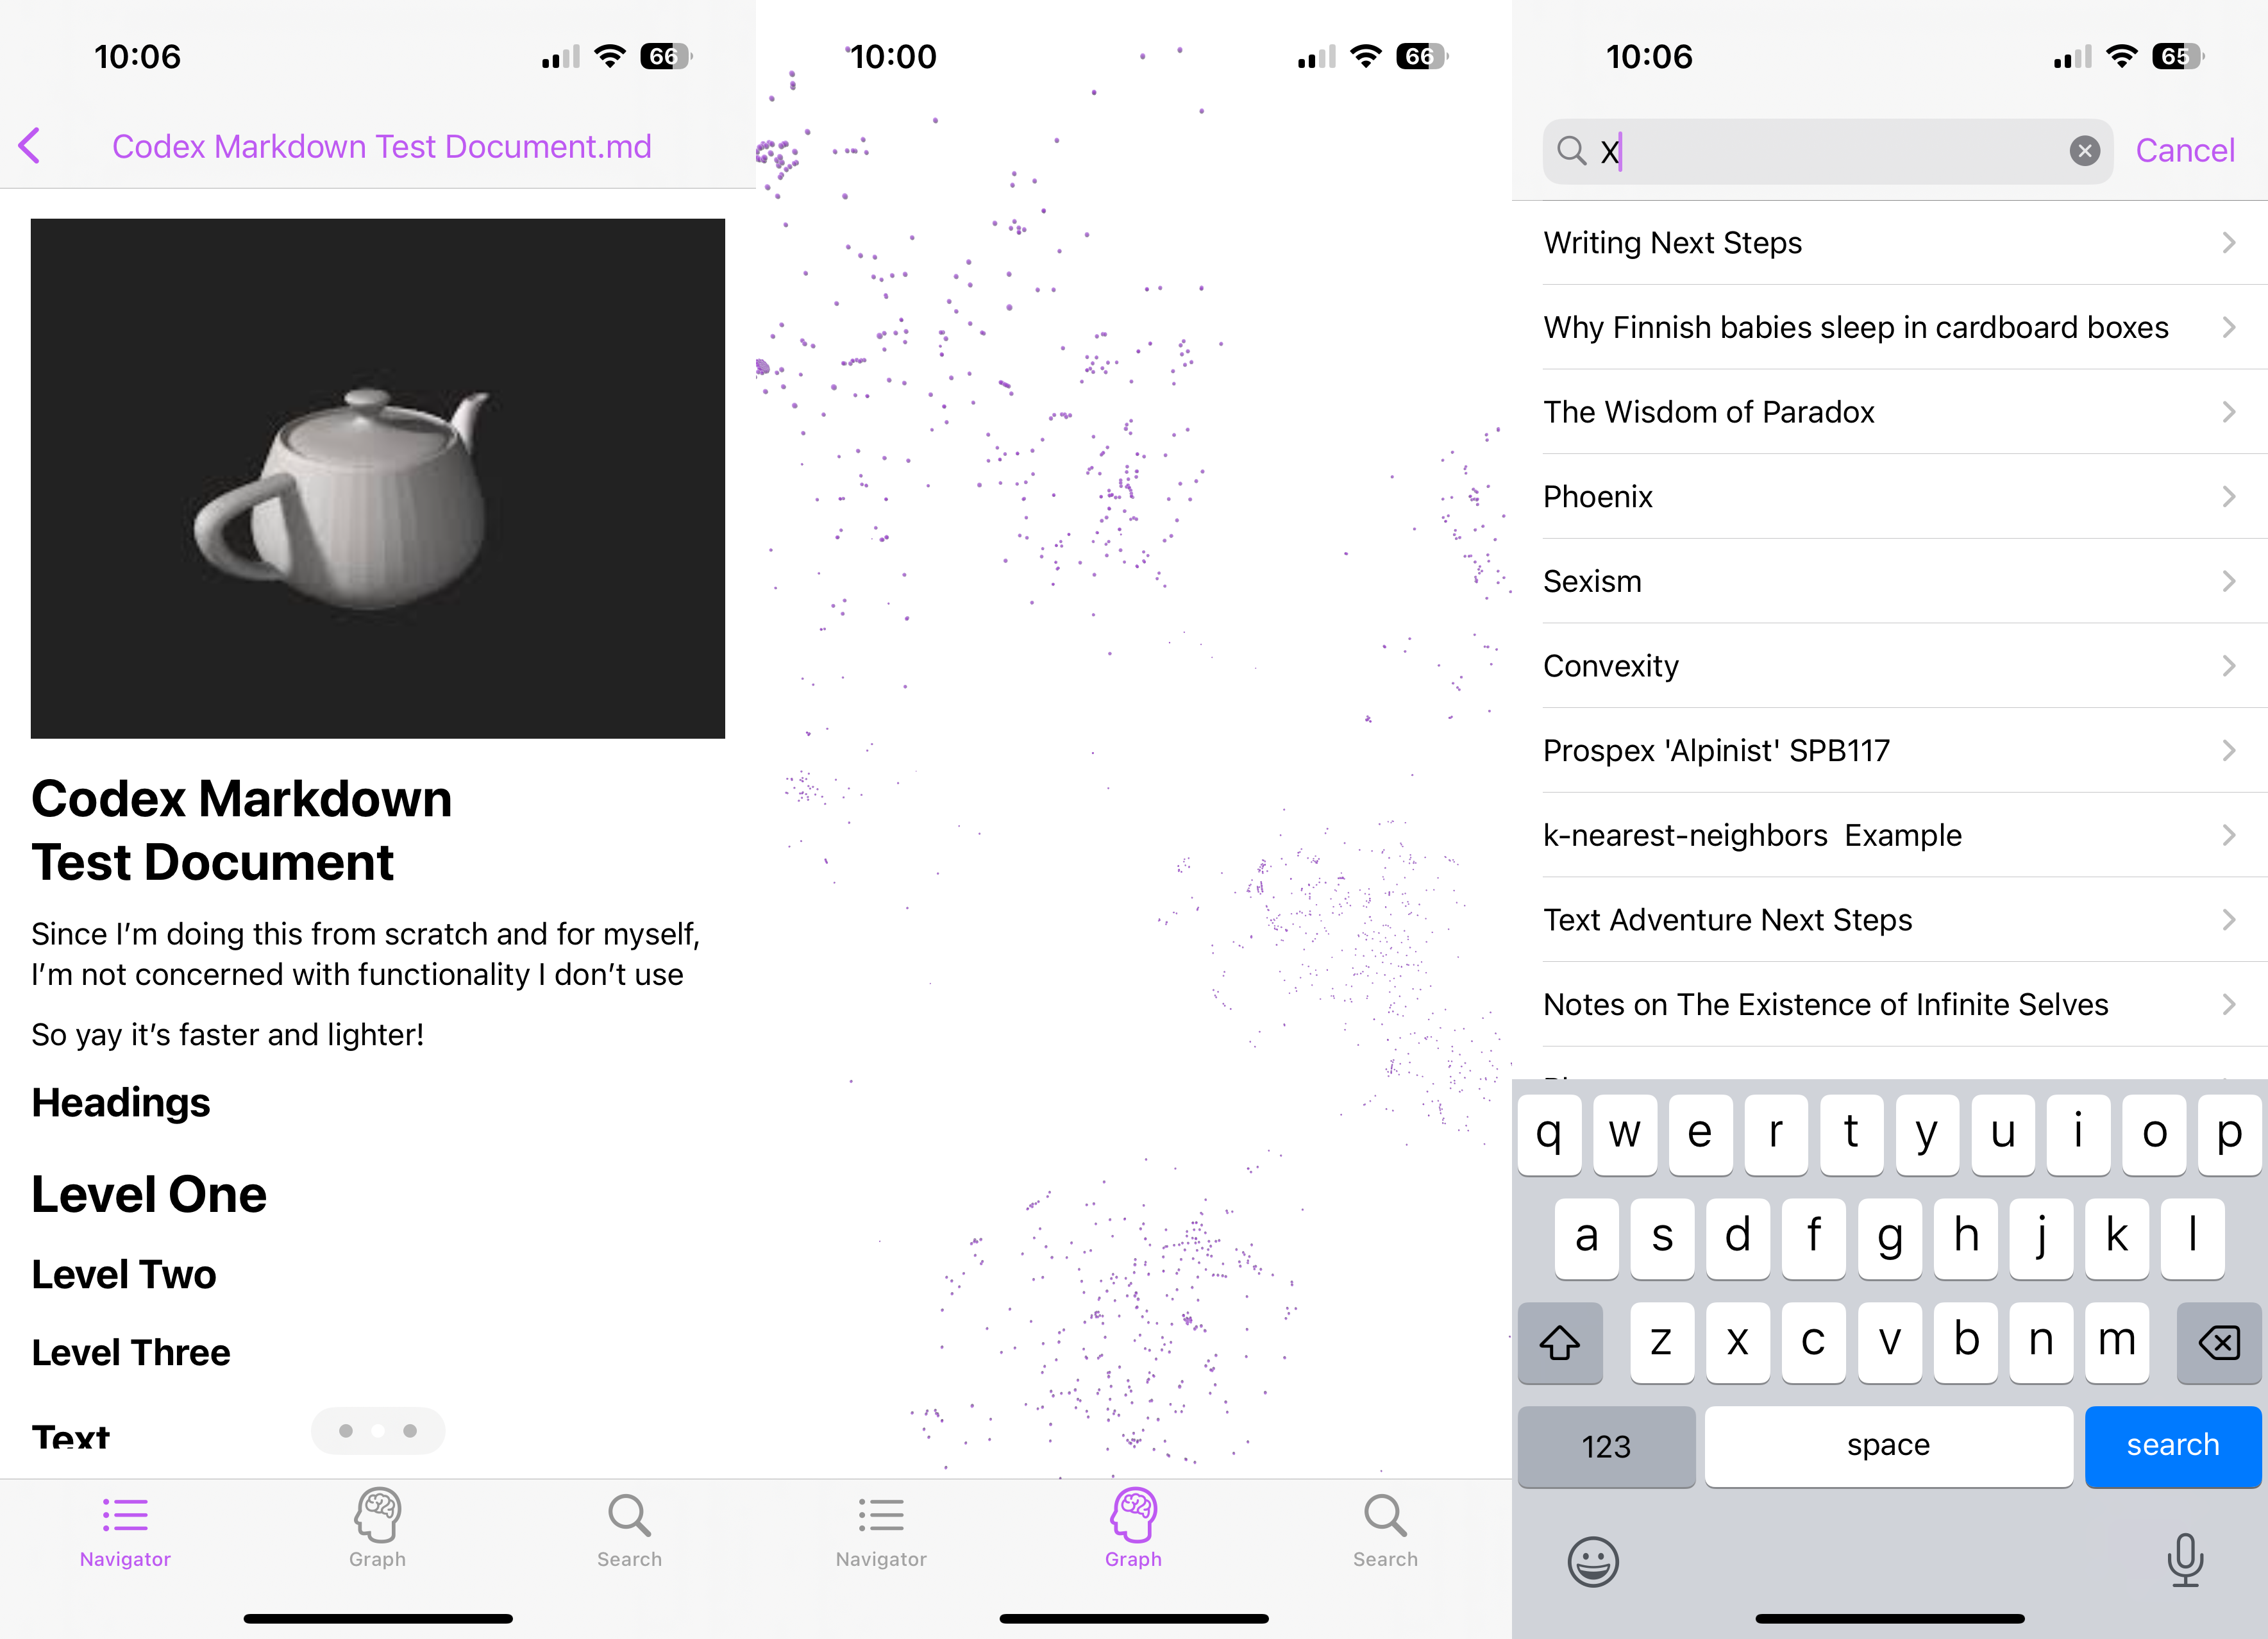 10:06
66
Codex Markdown Test Document.md
Codex Markdown
Test Document
Since I’m doing this from scratch and for myself,
I’m not concerned with functionality I don’t use
So yay it’s faster and lighter!
Headings
Level One
Level Two
Level Three
Text
Navigator
Graph
Search
10:00
66
Navigator
Graph
Search
10:06
65
X
Cancel
Writing Next Steps
Why Finnish babies sleep in cardboard boxes
The Wisdom of Paradox
Phoenix
Sexism
Convexity
Prospex 'Alpinist' SPB117
k-nearest-neighbors  Example
Text Adventure Next Steps
Notes on The Existence of Infinite Selves
q w e r t y u i o p
a s d f g h j k l
z x c v b n m
123 space search